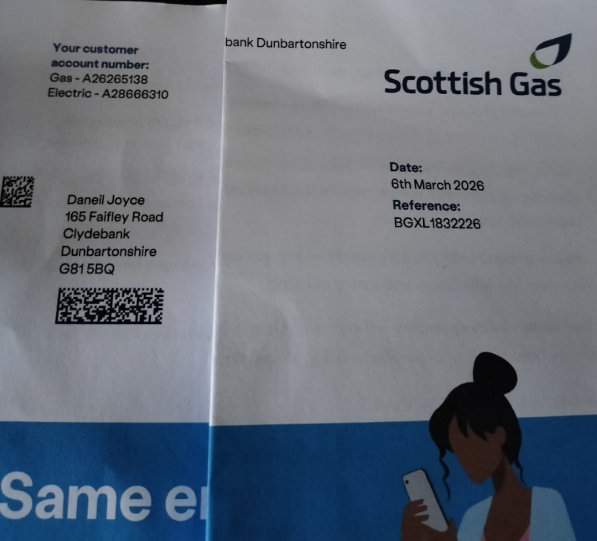 Your customer
account number:
Gas - A26265138
Electric - A28666310
Daneil Joyce
165 Faifley Road
Clydebank
Dunbartonshire
G81 5BQ
Same
bank Dunbartonshire
Scottish Gas
Date:
6th March 2026
Reference:
BGXL1832226